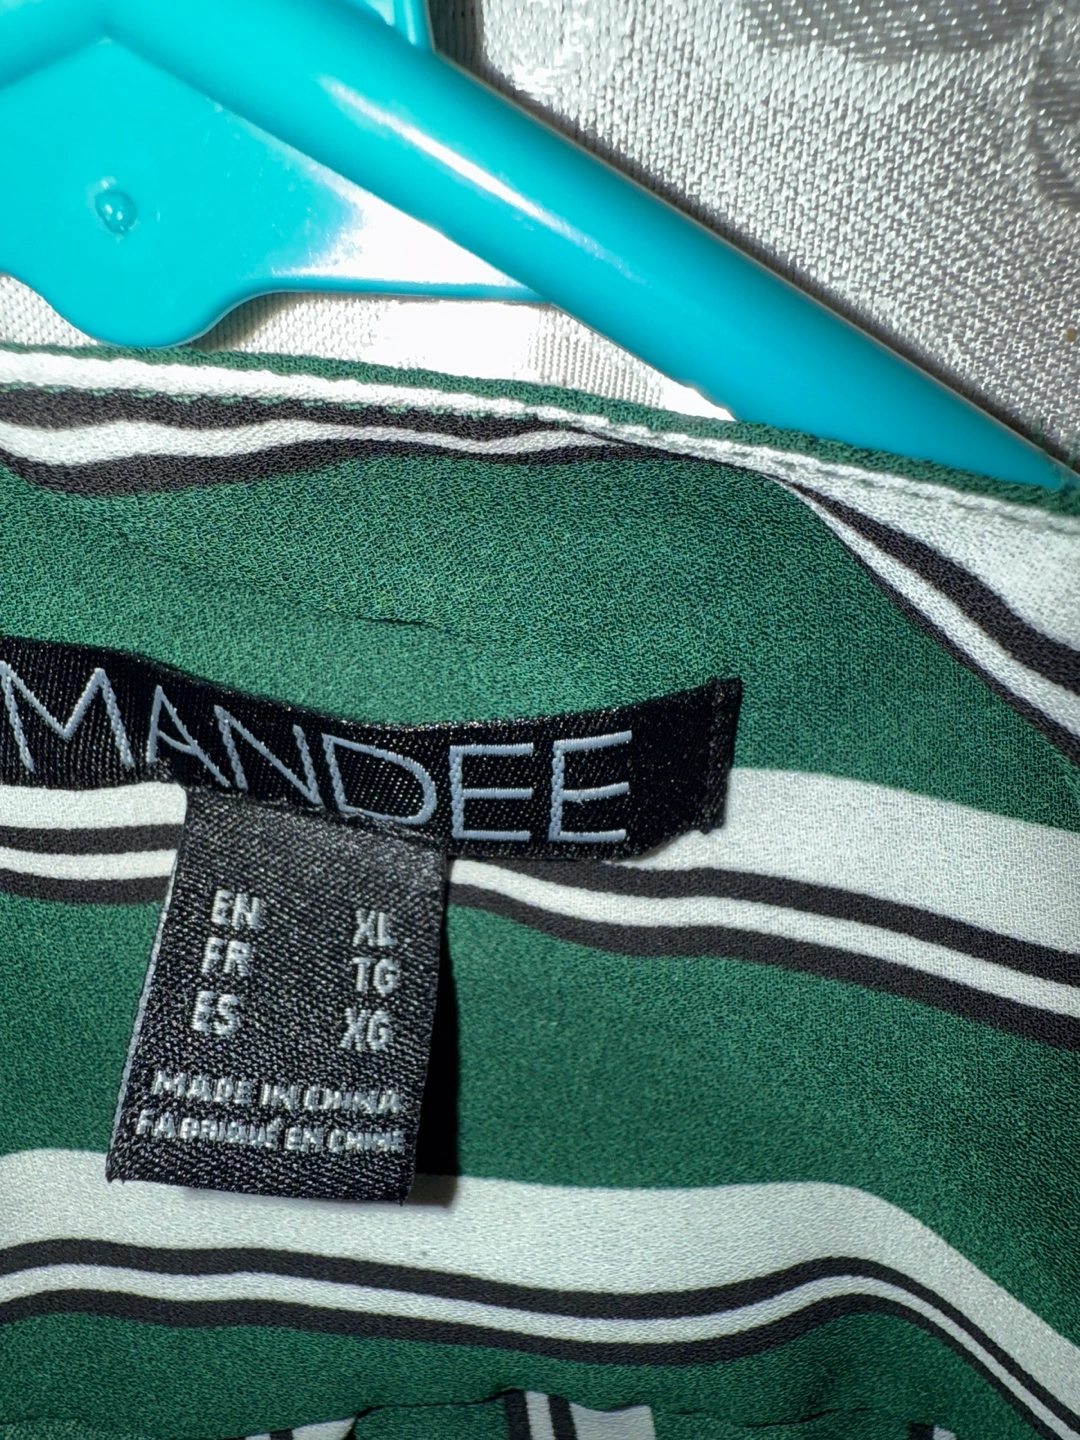 MANDEE
EN XL
FR TG
ES XG
MADE IN CHINA
FABRIQUÉ EN CHINE